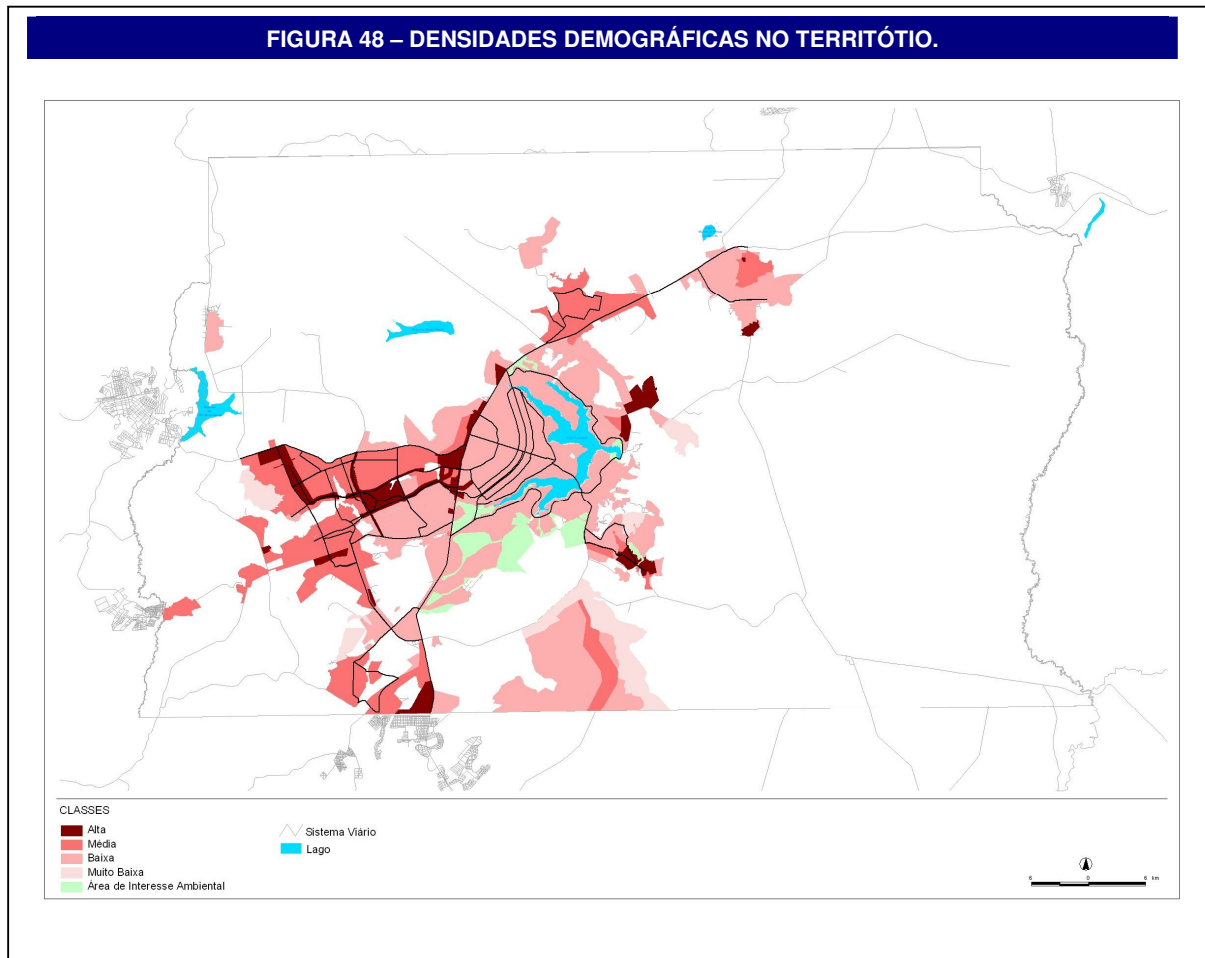 FIGURA 48 – DENSIDADES DEMOGRÁFICAS NO TERRITÓTIO.
CLASSES
Alta
Média
Baixa
Muito Baixa
Área de Interesse Ambiental
Sistema Viário
Lago
6 0 6 km